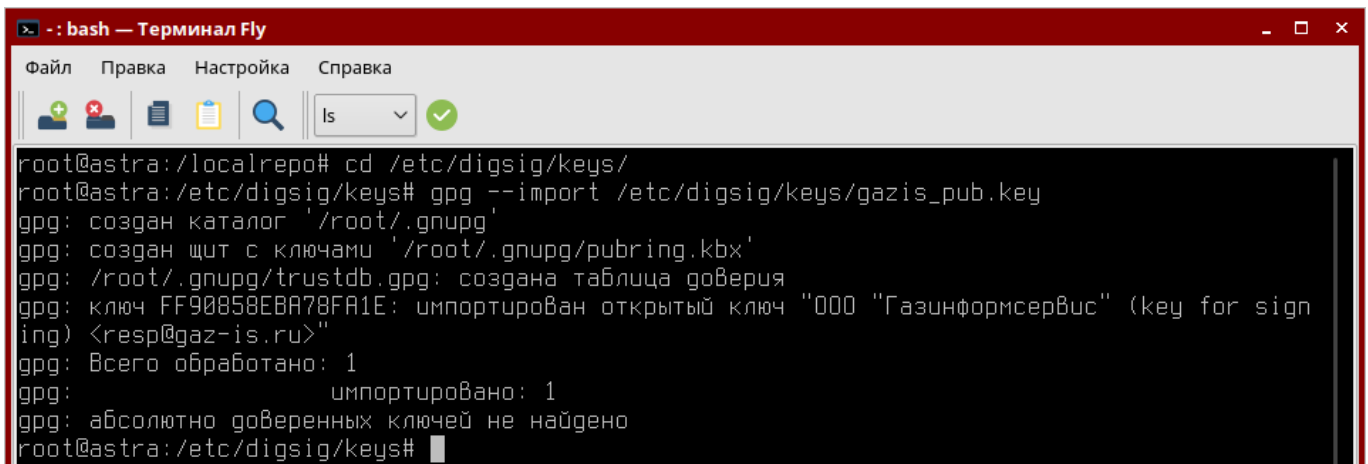 - : bash — Терминал Fly
Файл Правка Настройка Справка
ls
root@astra:/localrepo# cd /etc/digsig/keys/
root@astra:/etc/digsig/keys# gpg --import /etc/digsig/keys/gazis_pub.key
gpg: создан каталог '/root/.gnupg'
gpg: создан щит с ключами '/root/.gnupg/pubring.kbx'
gpg: /root/.gnupg/trustdb.gpg: создана таблица доверия
gpg: ключ FF90858EBA78FA1E: импортирован открытый ключ "ООО "Газинформсервис" (key for sign
ing) <resp@gaz-is.ru>"
gpg: Всего обработано: 1
gpg:                 импортировано: 1
gpg: абсолютно доверенных ключей не найдено
root@astra:/etc/digsig/keys#